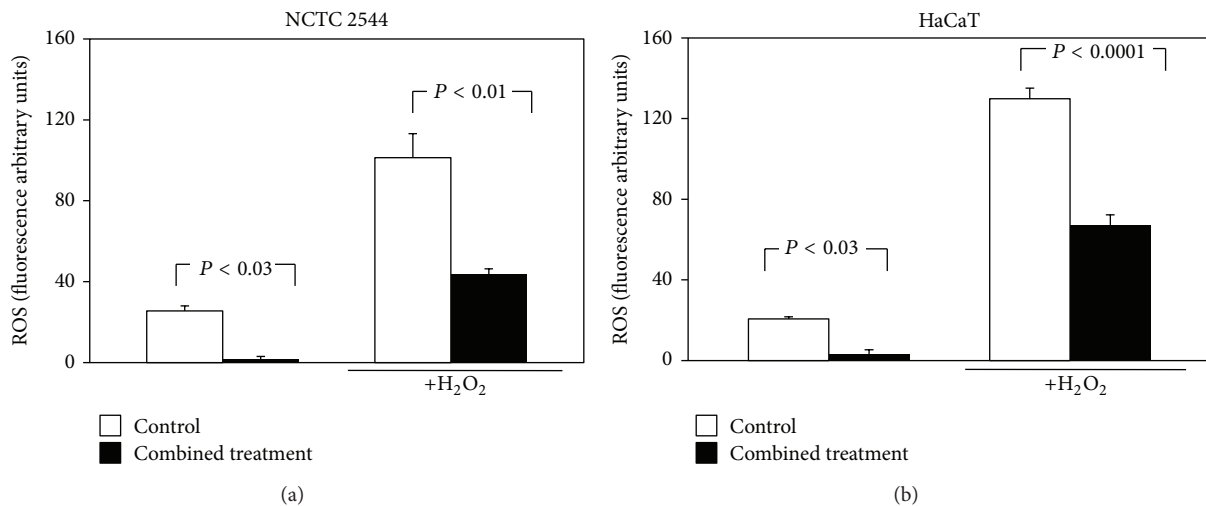 NCTC 2544
ROS (fluorescence arbitrary units)
160
120
80
40
0
P < 0.03
P < 0.01
+H₂O₂
Control
Combined treatment
(a)
HaCaT
ROS (fluorescence arbitrary units)
160
120
80
40
0
P < 0.03
P < 0.0001
+H₂O₂
Control
Combined treatment
(b)